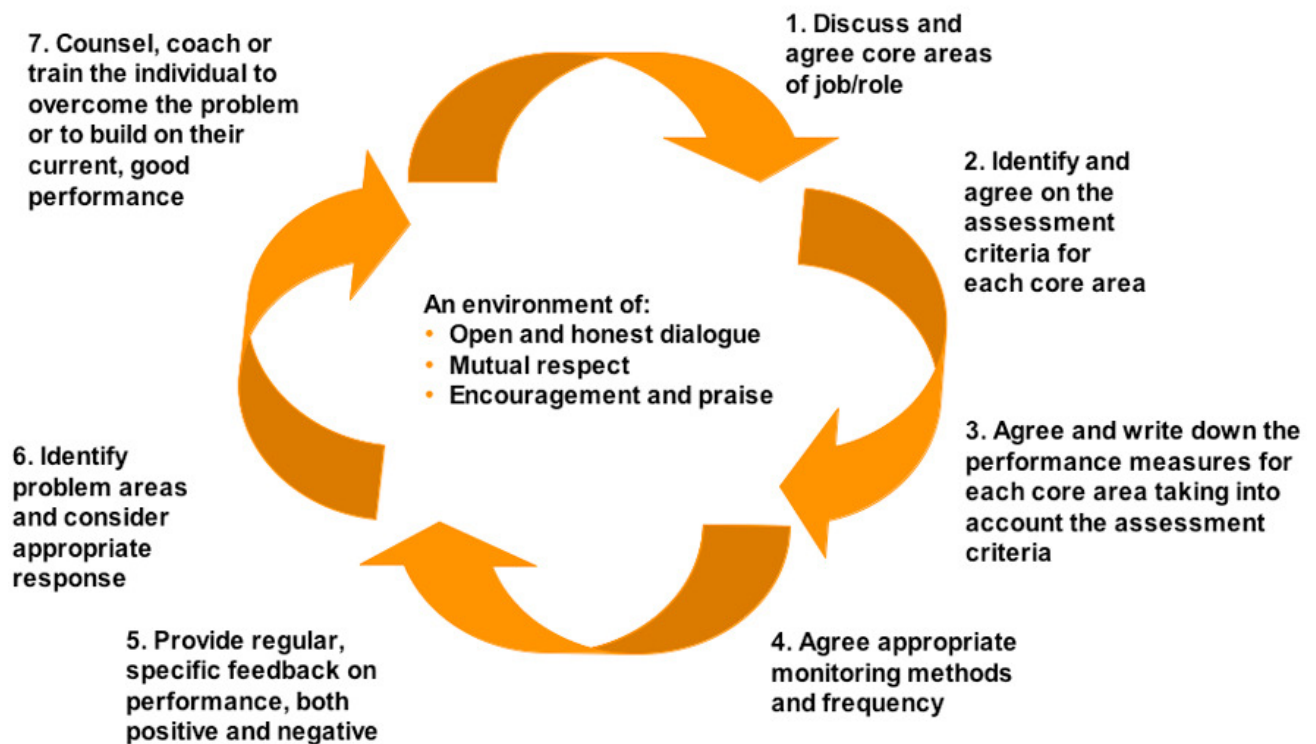 1. Discuss and
agree core areas
of job/role
2. Identify and
agree on the
assessment
criteria for
each core area
3. Agree and write down the
performance measures for
each core area taking into
account the assessment
criteria
4. Agree appropriate
monitoring methods
and frequency
5. Provide regular,
specific feedback on
performance, both
positive and negative
6. Identify
problem areas
and consider
appropriate
response
7. Counsel, coach or
train the individual to
overcome the problem
or to build on their
current, good
performance
An environment of:
• Open and honest dialogue
• Mutual respect
• Encouragement and praise